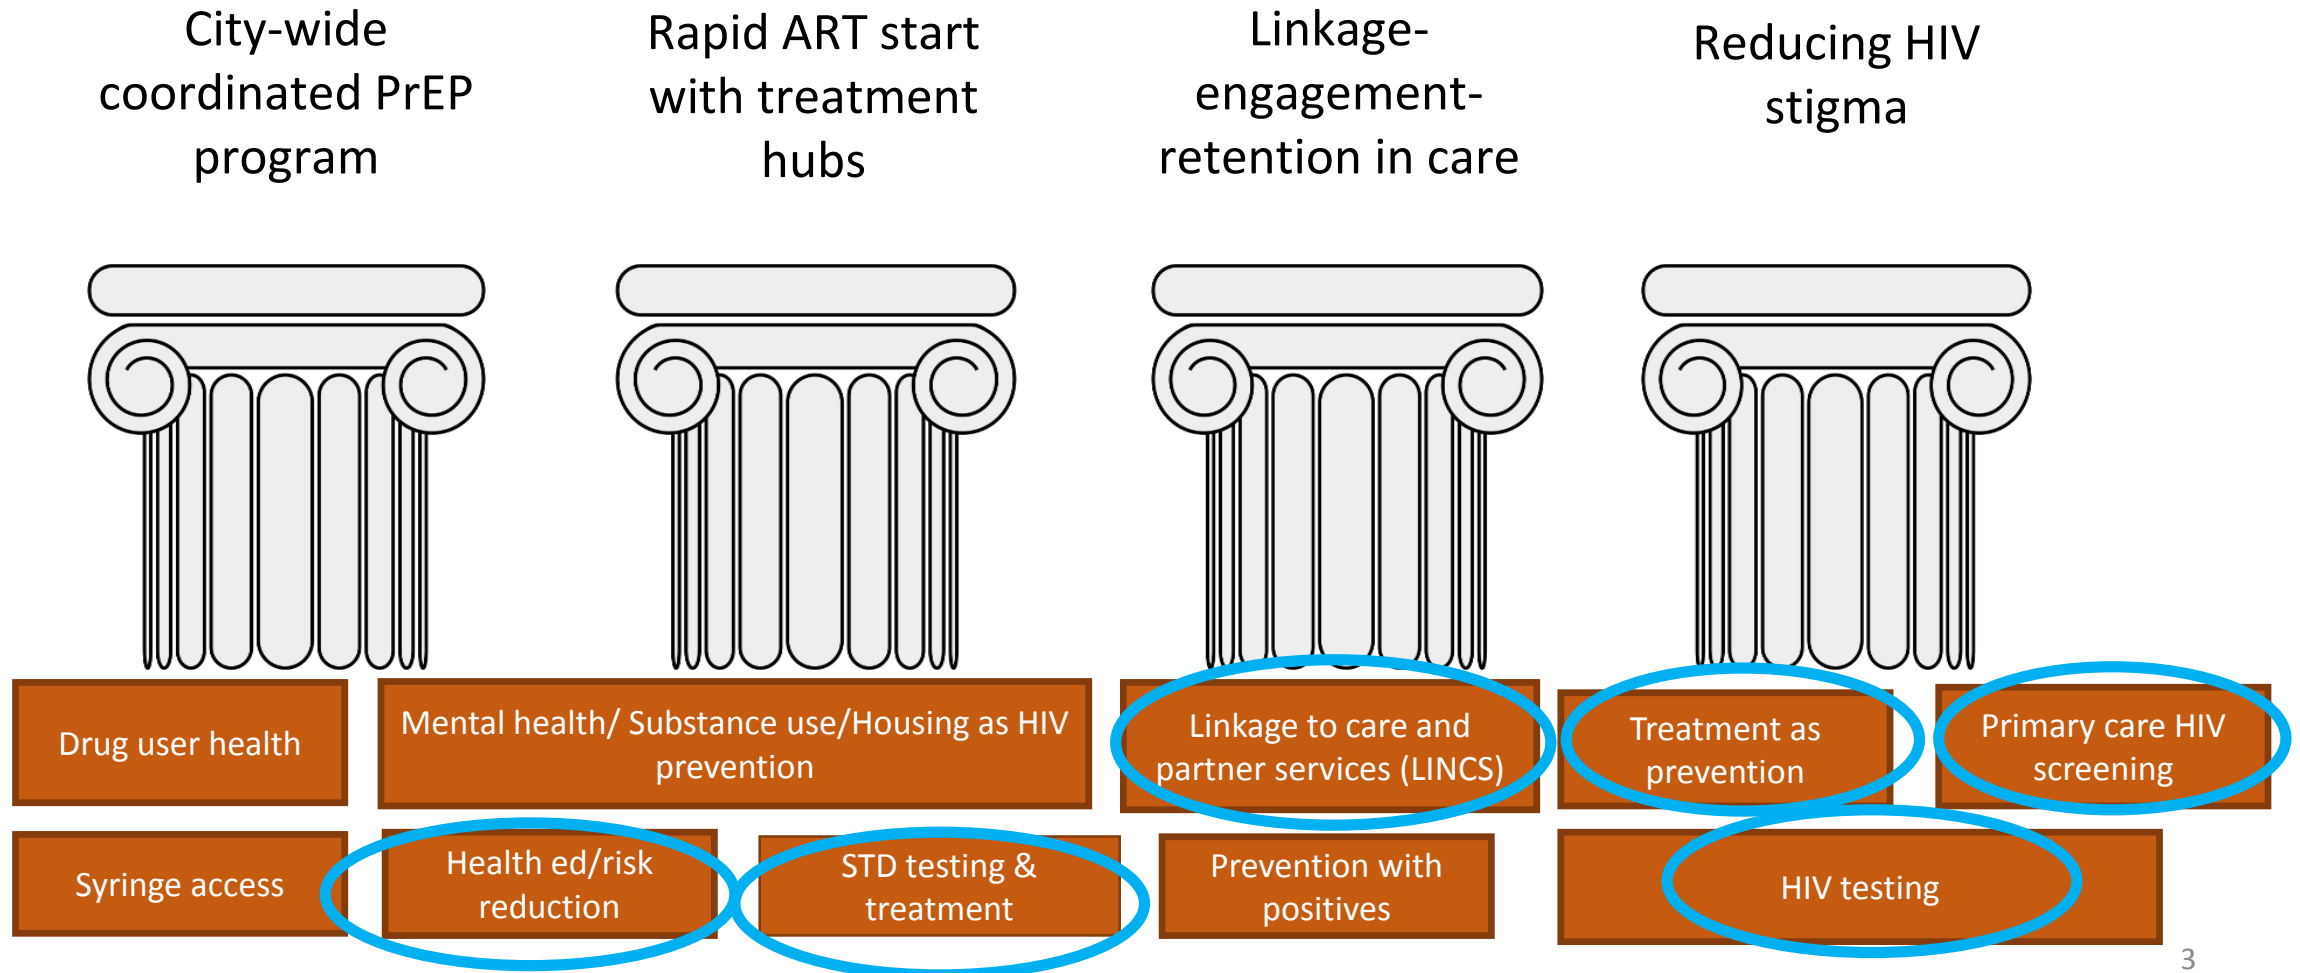 City-wide
coordinated PrEP
program
Rapid ART start
with treatment
hubs
Linkage-
engagement-
retention in care
Reducing HIV
stigma
Drug user health
Mental health/ Substance use/Housing as HIV
prevention
Linkage to care and
partner services (LINCS)
Treatment as
prevention
Primary care HIV
screening
Syringe access
Health ed/risk
reduction
STD testing &
treatment
Prevention with
positives
HIV testing
3